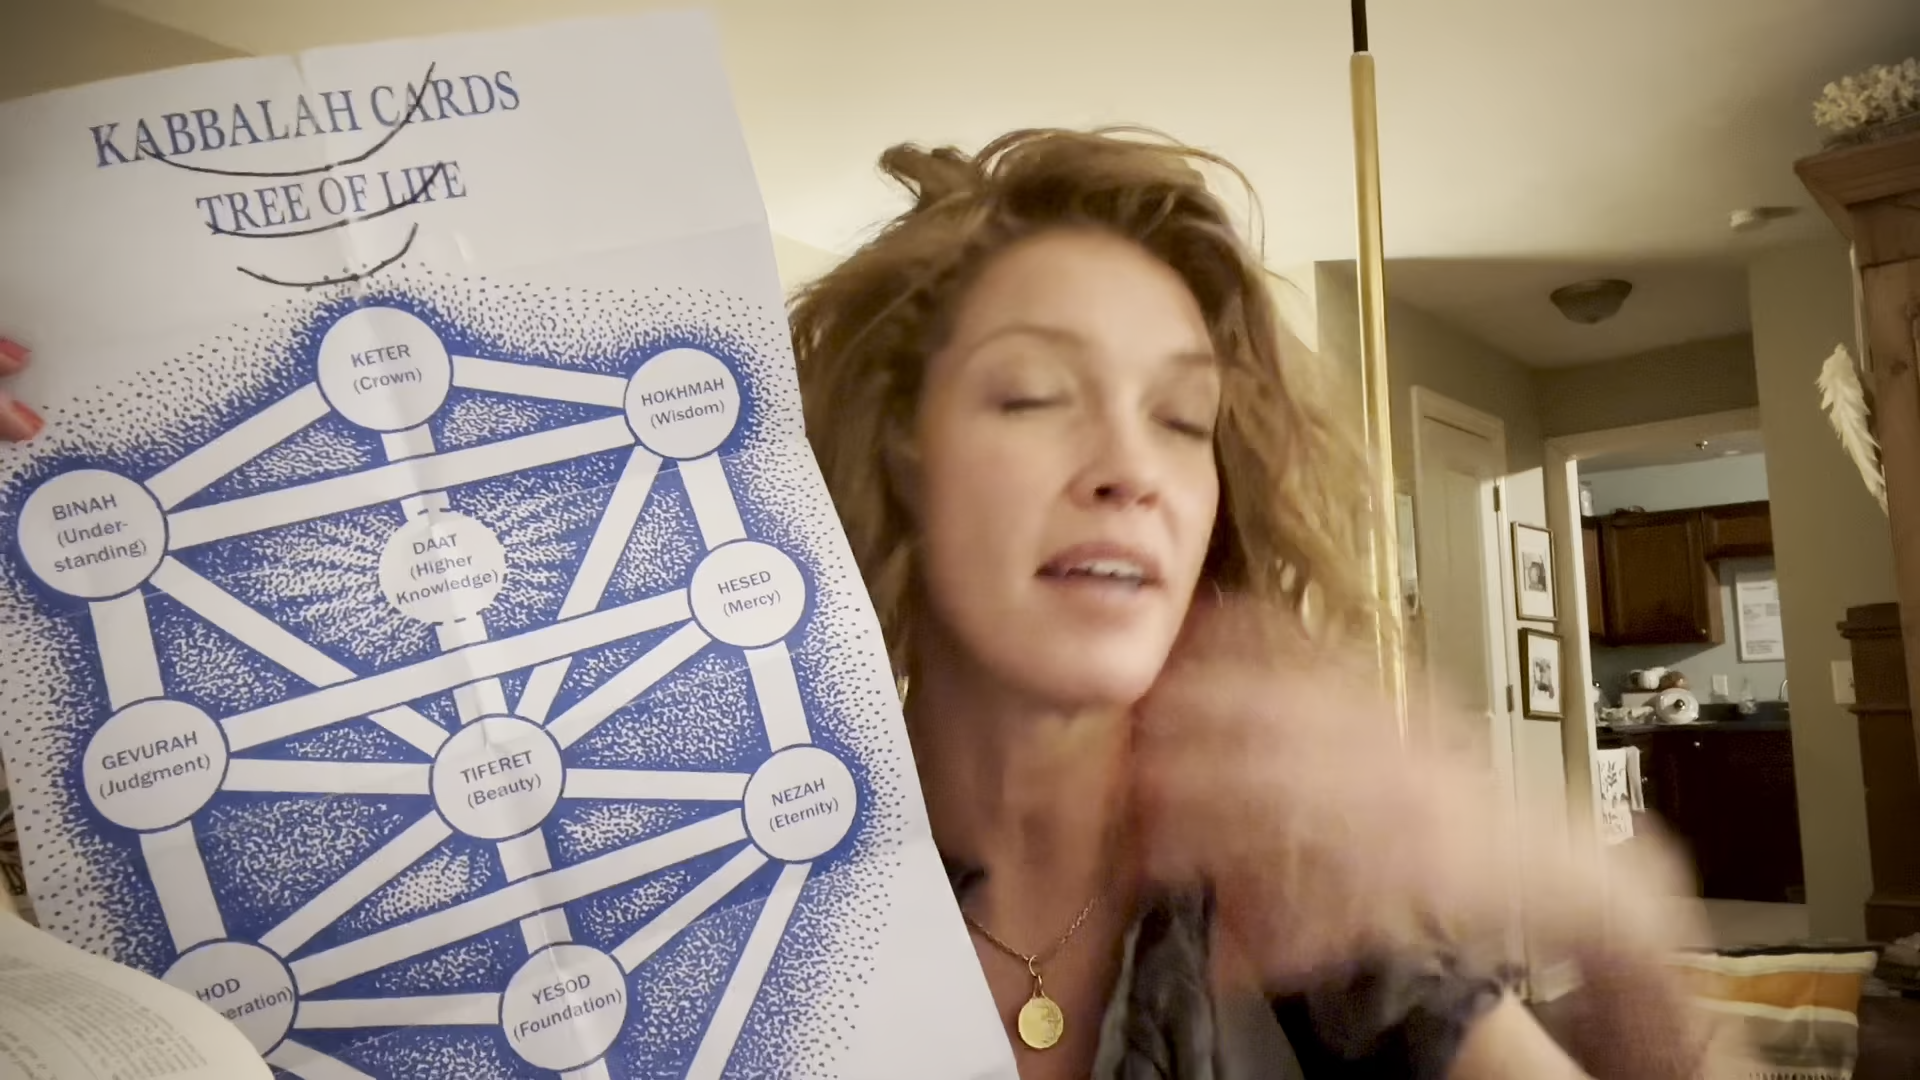 KABBALAH CARDS
TREE OF LIFE
KETER
(Crown)
HOKHMAH
(Wisdom)
BINAH
(Under-
standing)
DAAT
(Higher
Knowledge)
HESED
(Mercy)
GEVURAH
(Judgment)
TIFERET
(Beauty)
NEZAH
(Eternity)
HOD
YESOD
(Foundation)